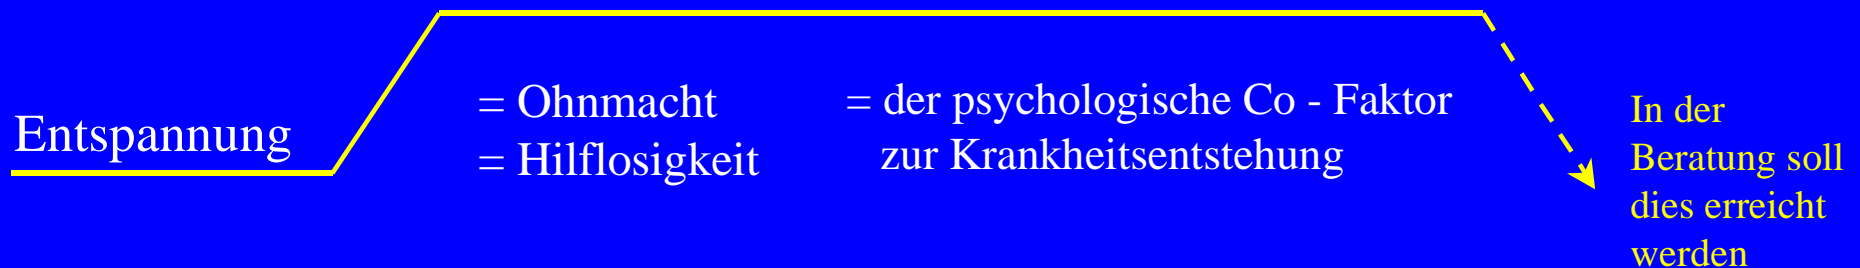 Entspannung
= Ohnmacht
= Hilflosigkeit
= der psychologische Co - Faktor
zur Krankheitsentstehung
In der
Beratung soll
dies erreicht
werden